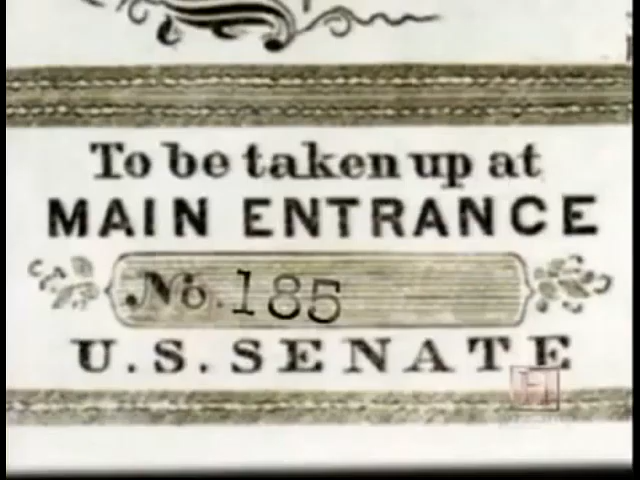 To be taken up at
MAIN ENTRANCE
No. 185
U.S. SENATE
H